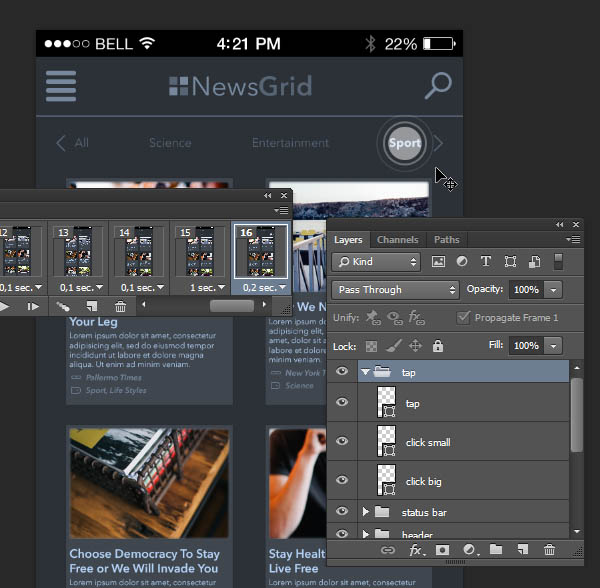 BELL 4:21 PM 22%
NewsGrid
All Science Entertainment Sport
12 13 14 15 16
0,1 sec. 0,1 sec. 0,1 sec. 1 sec. 0,2 sec.
Layers Channels Paths
Kind
Pass Through Opacity: 100%
Unify: Propagate Frame 1
Lock: Fill: 100%
tap
tap
click small
click big
status bar
header
Your Leg
Lorem ipsum dolor sit amet, consectetur
adipisicing elit, sed do eiusmod tempor
incididunt ut labore et dolore magna
aliqua. Ut enim ad minim veniam.
Pallermo Times
Sport, Life Styles
We N
Lorem ipsum
adipisicing
New York T
Science
Choose Democracy To Stay
Free or We Will Invade You
Lorem ipsum dolor sit amet, consectetur
Stay Healt
Live Free
Lorem ipsum dolor